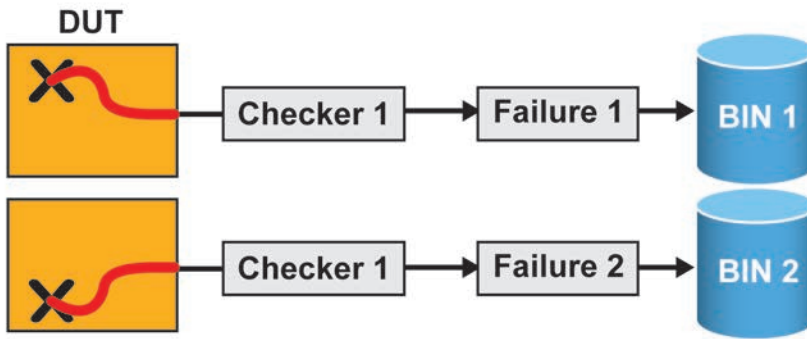 DUT
Checker 1
Failure 1
BIN 1
Checker 1
Failure 2
BIN 2